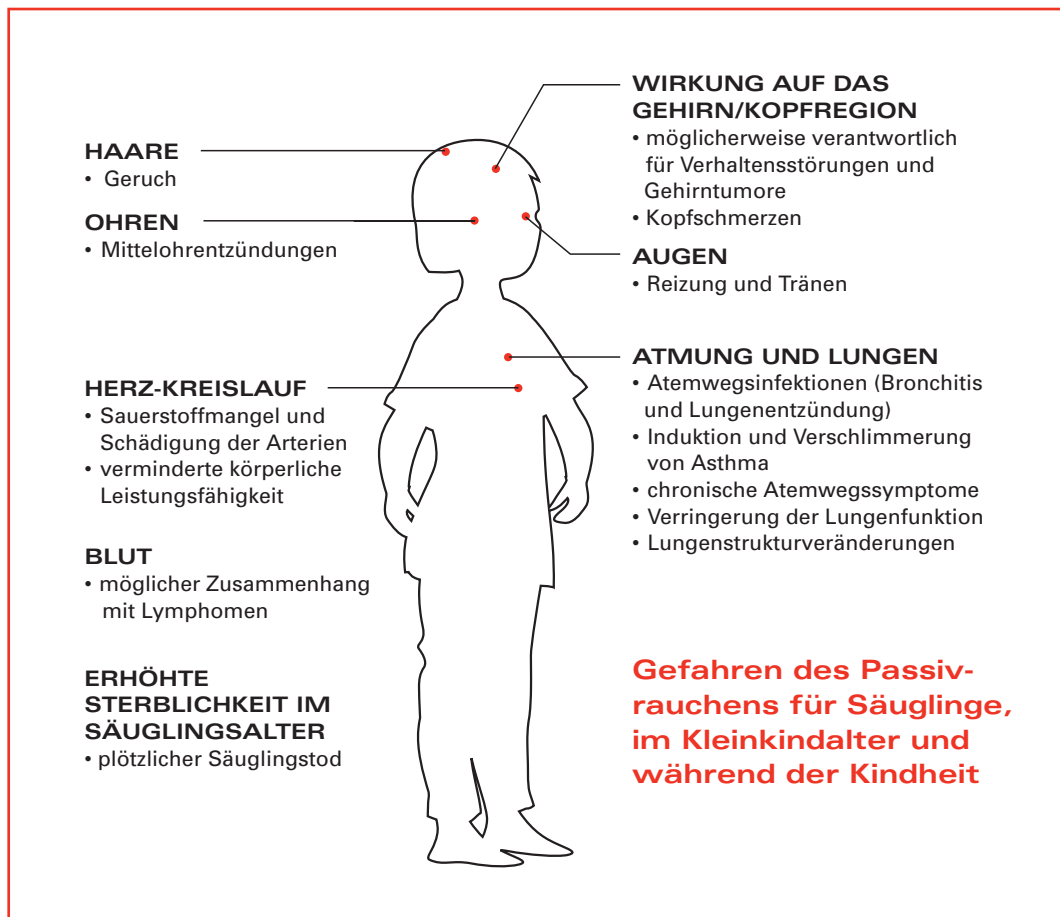 HAARE
• Geruch
OHREN
• Mittelohrentzündungen
HERZ-KREISLAUF
• Sauerstoffmangel und
Schädigung der Arterien
• verminderte körperliche
Leistungsfähigkeit
BLUT
• möglicher Zusammenhang
mit Lymphomen
ERHÖHTE
STERBLICHKEIT IM
SÄUGLINGSALTER
• plötzlicher Säuglingstod
WIRKUNG AUF DAS
GEHIRN/KOPFREGION
• möglicherweise verantwortlich
für Verhaltensstörungen und
Gehirntumore
• Kopfschmerzen
AUGEN
• Reizung und Tränen
ATMUNG UND LUNGEN
• Atemwegsinfektionen (Bronchitis
und Lungenentzündung)
• Induktion und Verschlimmerung
von Asthma
• chronische Atemwegssymptome
• Verringerung der Lungenfunktion
• Lungenstrukturveränderungen
Gefahren des Passiv-
rauchens für Säuglinge,
im Kleinkindalter und
während der Kindheit